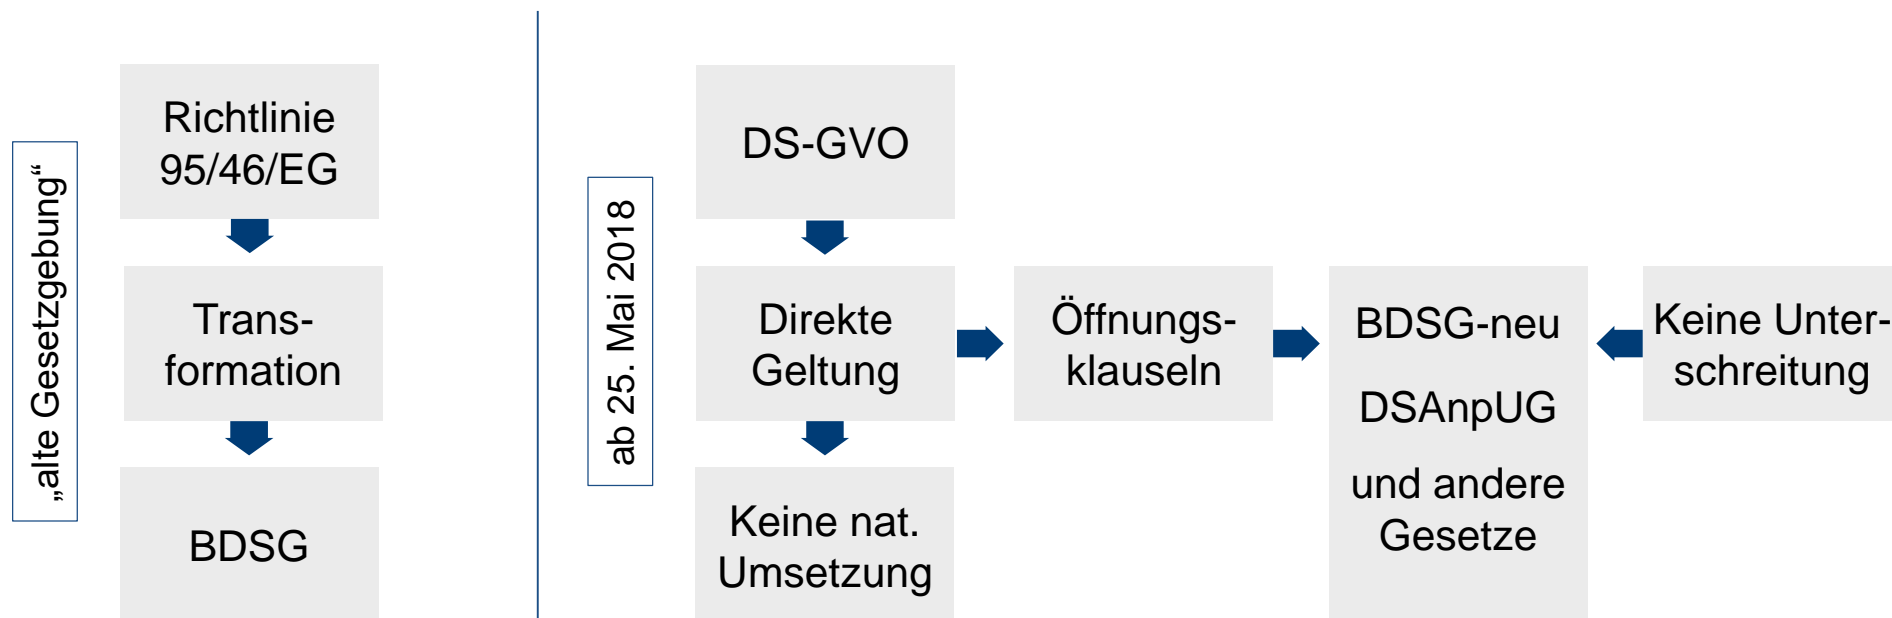 „alte Gesetzgebung“
Richtlinie
95/46/EG
Trans-
formation
BDSG
ab 25. Mai 2018
DS-GVO
Direkte
Geltung
Keine nat.
Umsetzung
Öffnungs-
klauseln
BDSG-neu
DSAnpUG
und andere
Gesetze
Keine Unter-
schreitung